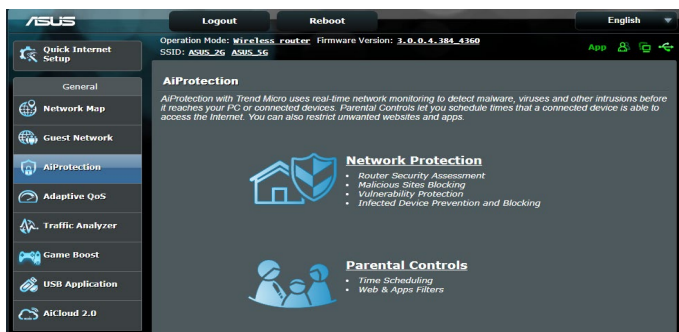 ASUS
Logout
Reboot
English
Quick Internet
Setup
Operation Mode: Wireless router Firmware Version: 3.0.0.4.384_4360
SSID: ASUS_2G ASUS_5G
App
General
Network Map
Guest Network
AiProtection
Adaptive QoS
Traffic Analyzer
Game Boost
USB Application
AiCloud 2.0
AiProtection
AiProtection with Trend Micro uses real-time network monitoring to detect malware, viruses and other intrusions before
it reaches your PC or connected devices. Parental Controls let you schedule times that a connected device is able to
access the Internet. You can also restrict unwanted websites and apps.
Network Protection
• Router Security Assessment
• Malicious Sites Blocking
• Vulnerability Protection
• Infected Device Prevention and Blocking
Parental Controls
• Time Scheduling
• Web & Apps Filters